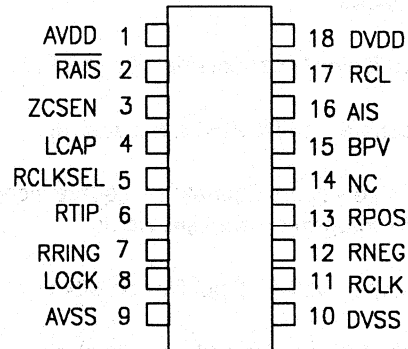 AVDD 1 18 DVDD
RAIS 2 17 RCL
ZCSEN 3 16 AIS
LCAP 4 15 BPV
RCLKSEL 5 14 NC
RTIP 6 13 RPOS
RRING 7 12 RNEG
LOCK 8 11 RCLK
AVSS 9 10 DVSS